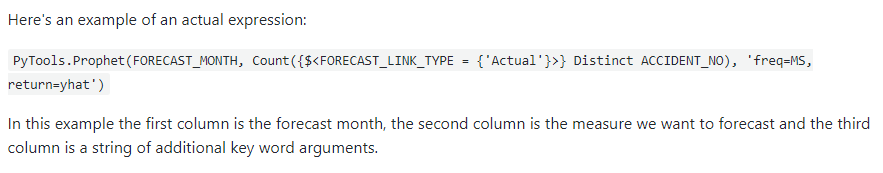 Here's an example of an actual expression:
PyTools.Prophet(FORECAST_MONTH, Count({$<FORECAST_LINK_TYPE = {'Actual'}>} Distinct ACCIDENT_NO), 'freq=MS,
return=yhat')
In this example the first column is the forecast month, the second column is the measure we want to forecast and the third
column is a string of additional key word arguments.